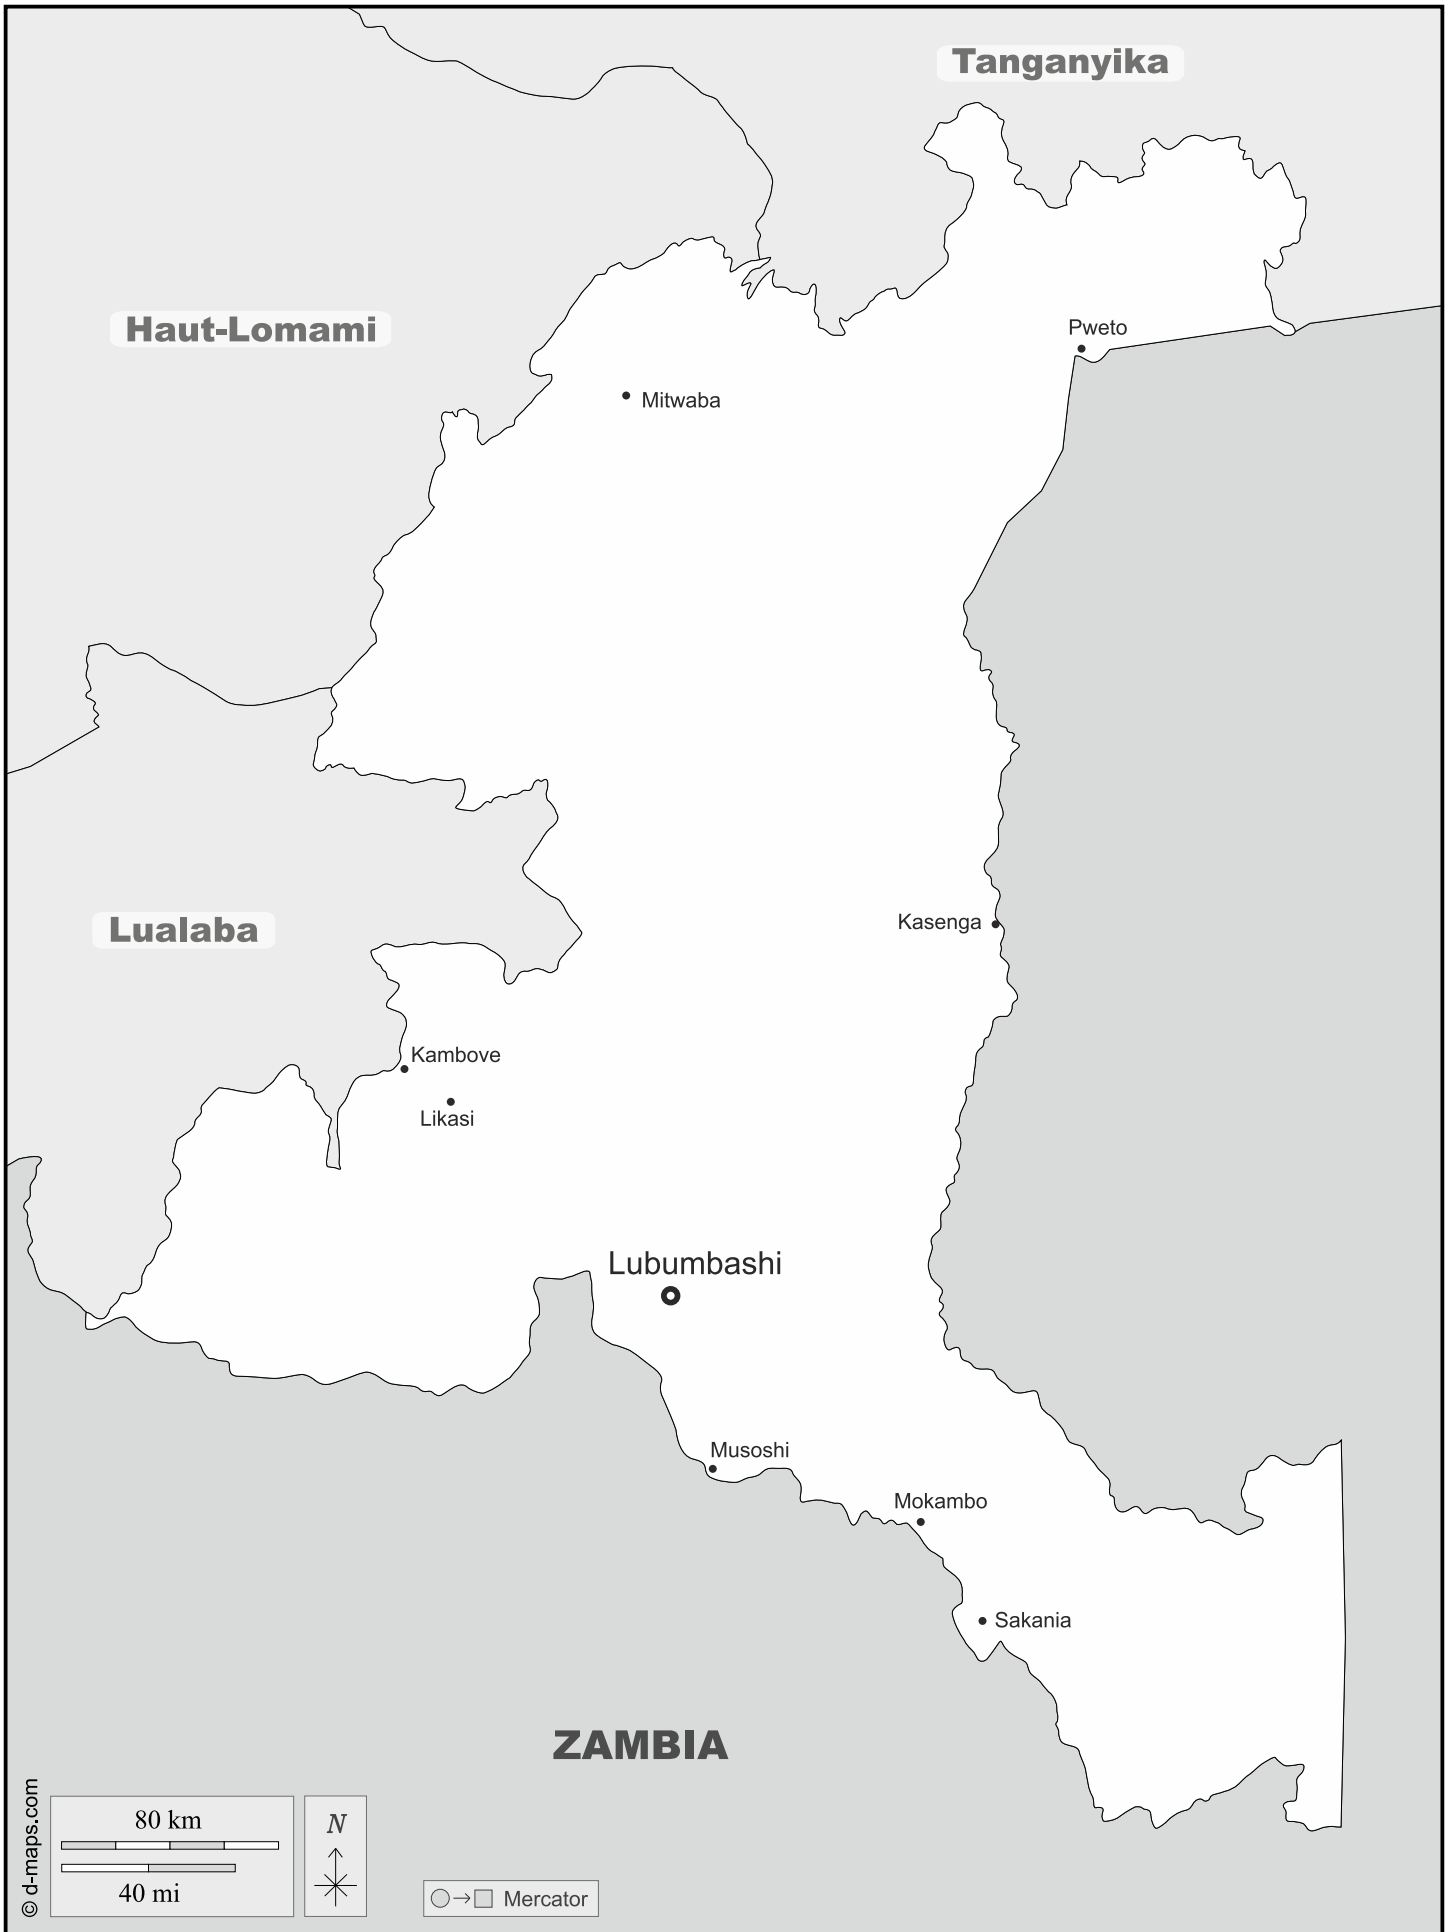 Tanganyika
Haut-Lomami
Pweto
Mitwaba
Kasenga
Lualaba
Kambove
Likasi
Lubumbashi
Musoshi
Mokambo
Sakania
ZAMBIA
© d-maps.com
80 km
40 mi
N
Mercator